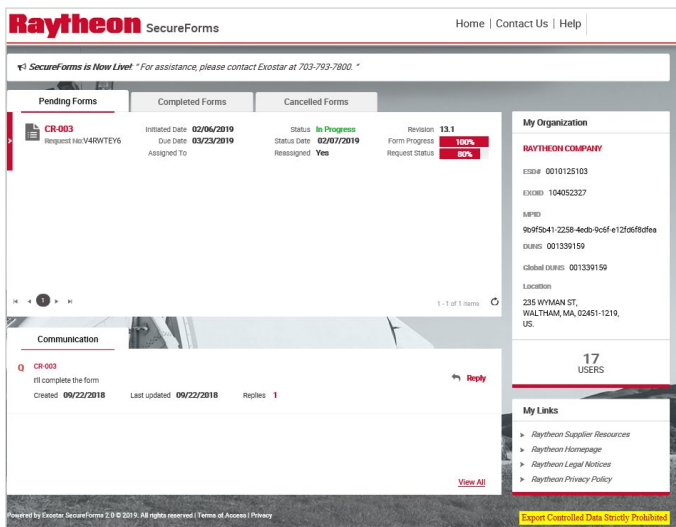 Raytheon SecureForms
Home | Contact Us | Help
SecureForms is Now Live!: " For assistance, please contact Exostar at 703-793-7800. "
Pending Forms
Completed Forms
Cancelled Forms
CR-003
Request No:V4RWTEY6
Initiated Date 02/06/2019
Due Date 03/23/2019
Assigned To
Status In Progress
Status Date 02/07/2019
Reassigned Yes
Revision 13.1
Form Progress 100%
Request Status 80%
1
1 - 1 of 1 items
My Organization
RAYTHEON COMPANY
ESD# 0010125103
EXOID 104052327
MPID
9b9f5b41-2258-4edb-9c6f-e12fd6f8dfea
DUNS 001339159
Global DUNS 001339159
Location
235 WYMAN ST,
WALTHAM, MA, 02451-1219,
US.
17
USERS
Communication
Q CR-003
I'll complete the form
Reply
Created 09/22/2018 Last updated 09/22/2018 Replies 1
View All
My Links
Raytheon Supplier Resources
Raytheon Homepage
Raytheon Legal Notices
Raytheon Privacy Policy
Powered by Exostar SecureForms 2.0 © 2019. All rights reserved | Terms of Access | Privacy
Export Controlled Data Strictly Prohibited